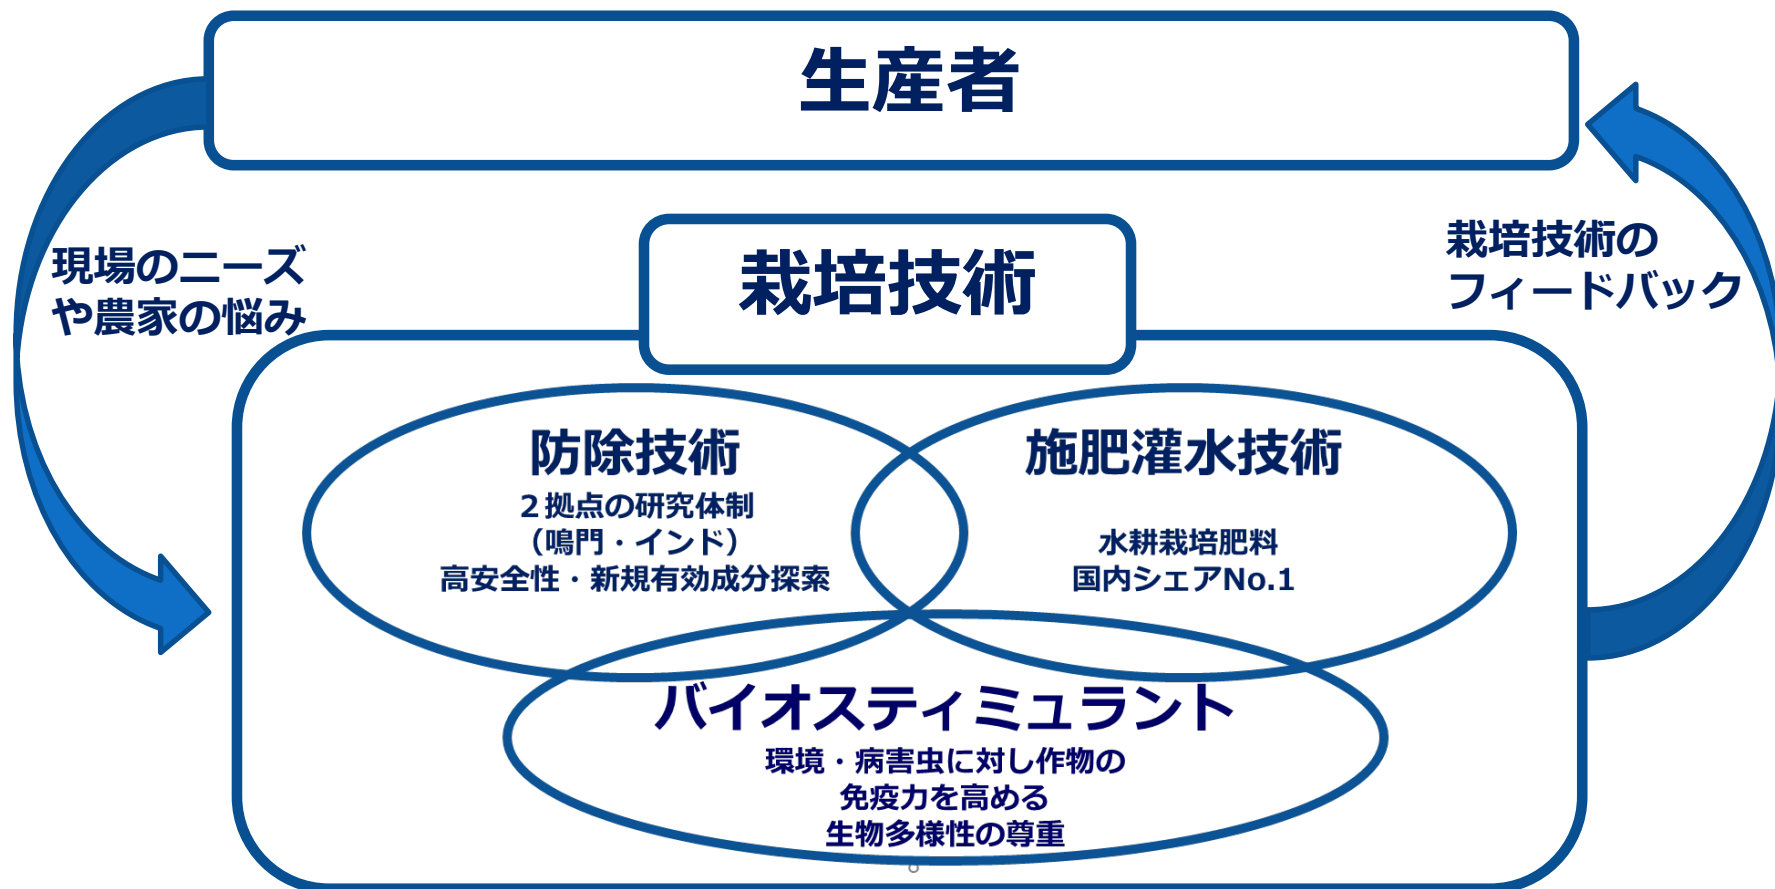 生産者
現場のニーズ
や農家の悩み
栽培技術の
フィードバック
栽培技術
防除技術
２拠点の研究体制
（鳴門・インド）
高安全性・新規有効成分探索
施肥灌水技術
水耕栽培肥料
国内シェアNo.1
バイオスティミュラント
環境・病害虫に対し作物の
免疫力を高める
生物多様性の尊重